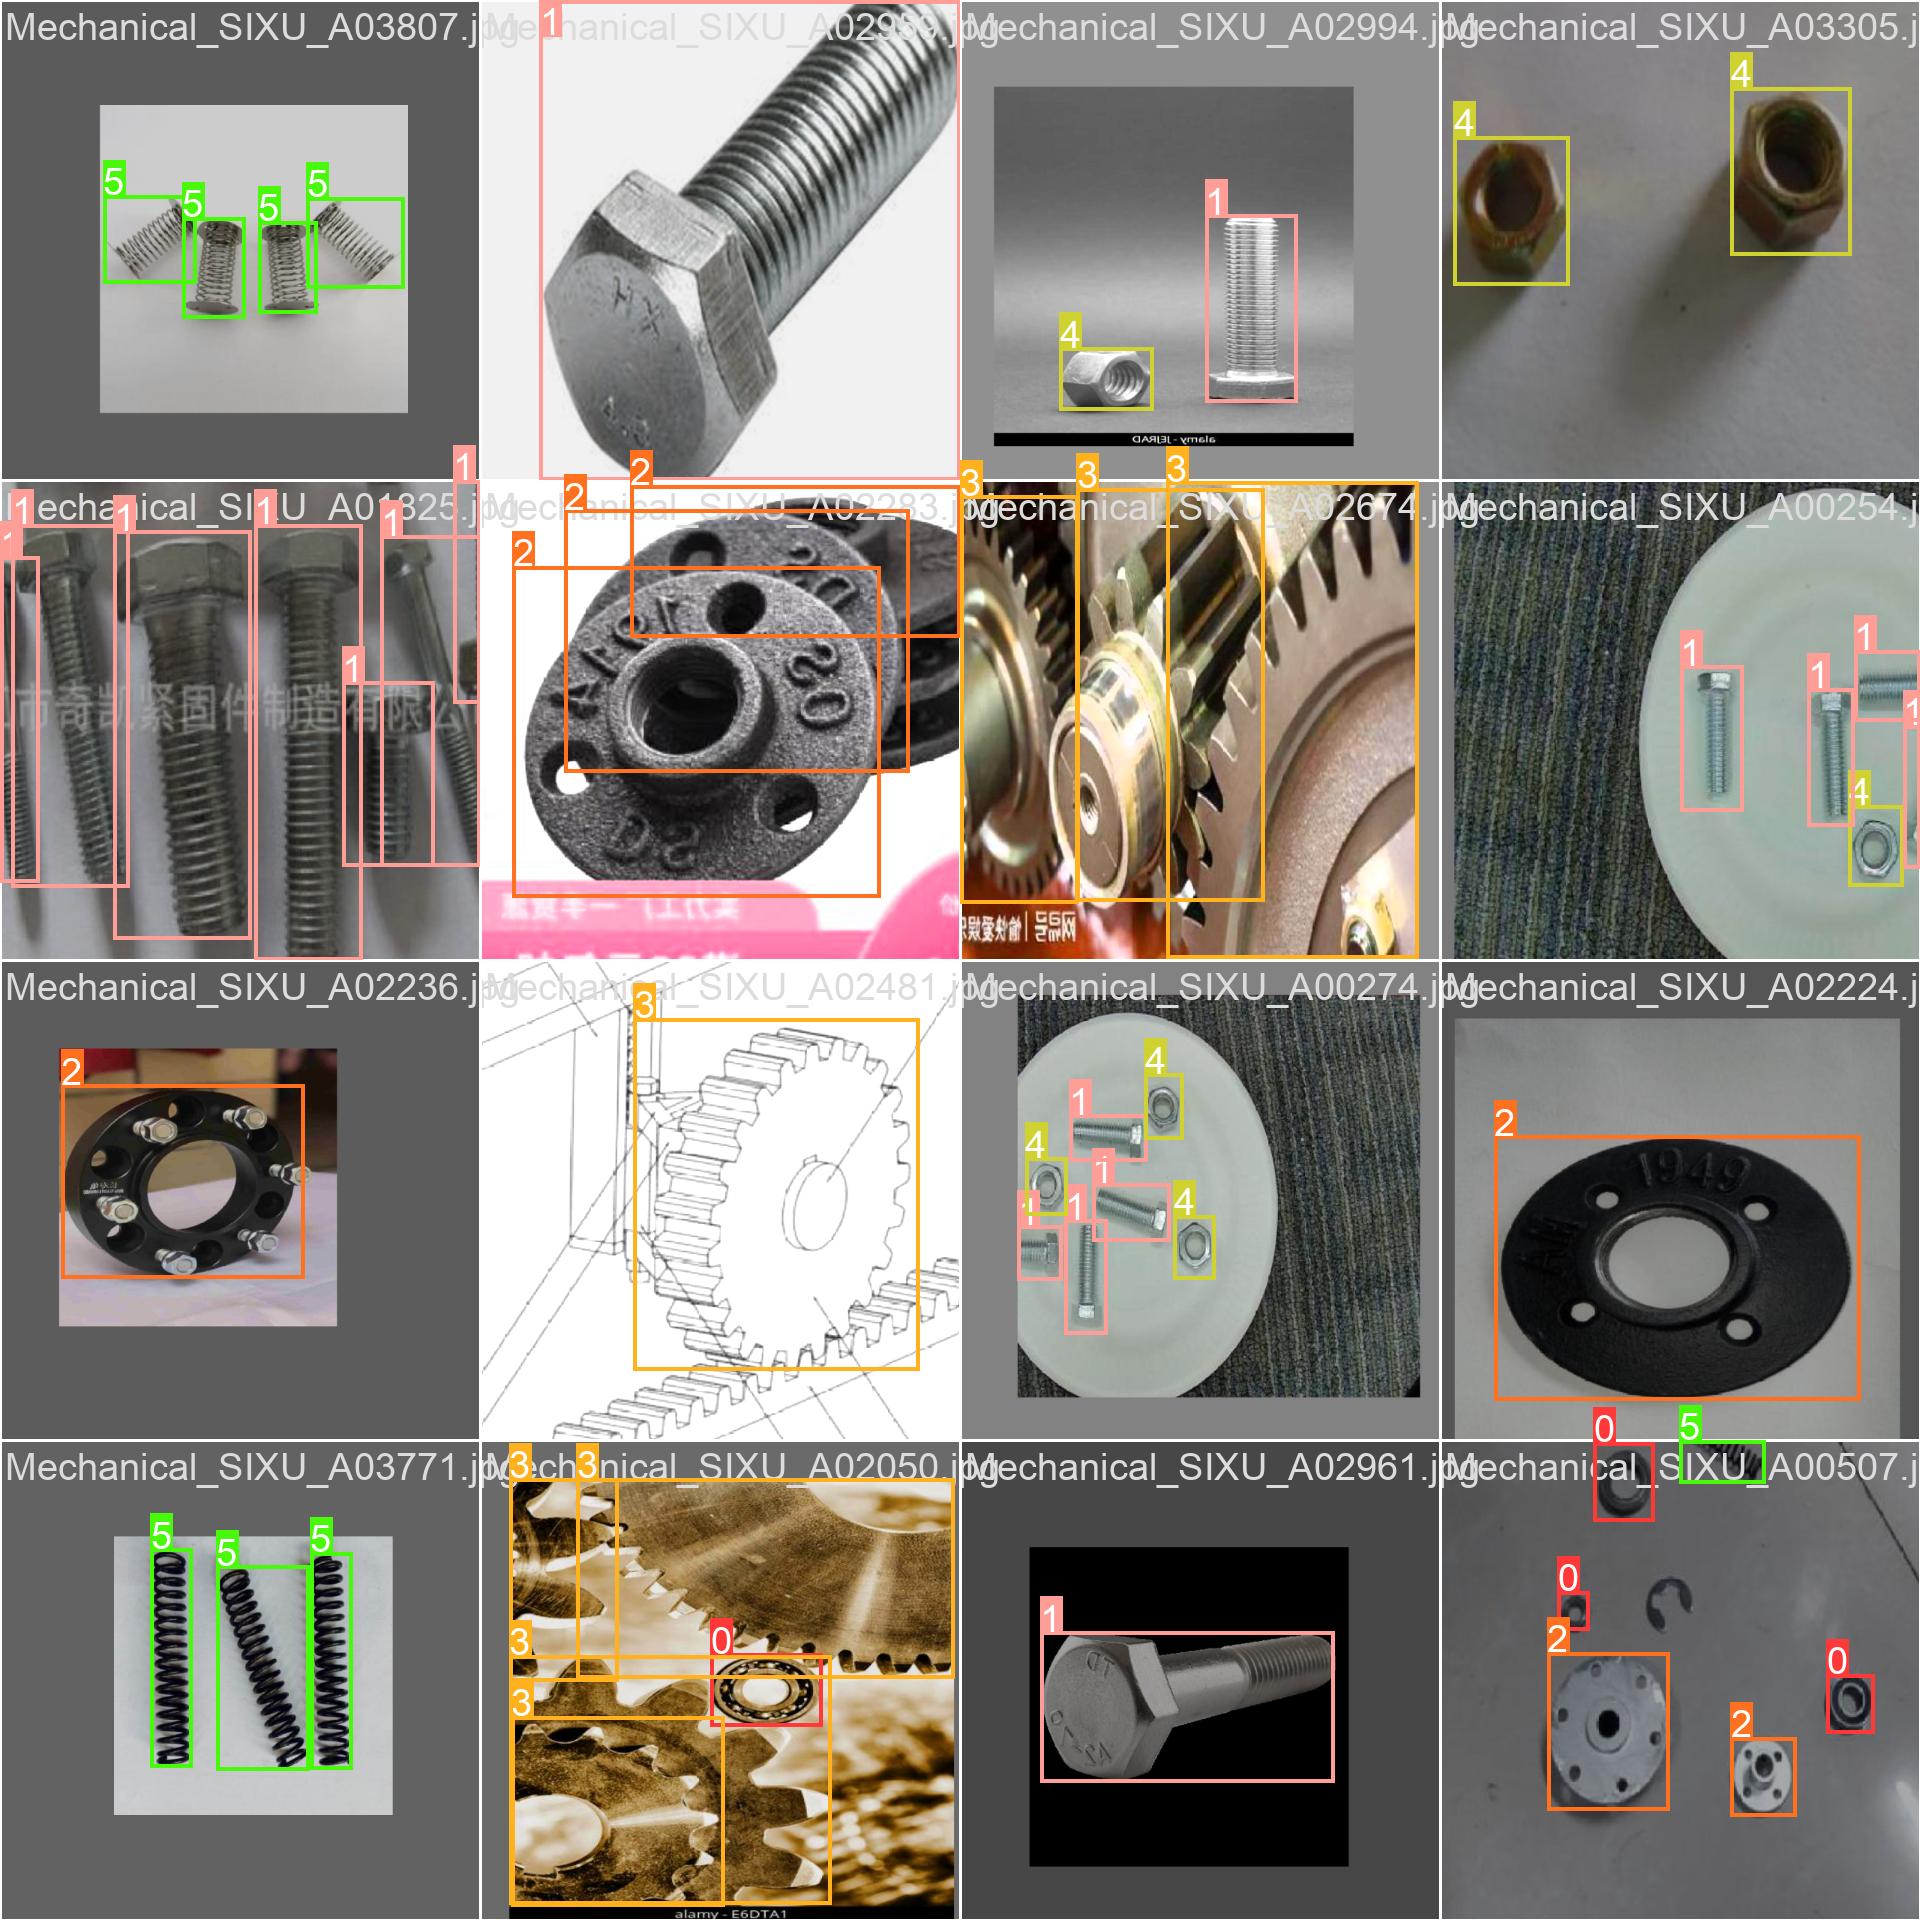 Mechanical_SIXU_A03807.jpg
Mechanical_SIXU_A02959.jpg
Mechanical_SIXU_A02994.jpg
Mechanical_SIXU_A03305.j
5
5
5
5
1
4
1
4
4
HX
alamy - JEJRAD
Mechanical_SIXU_A01825.jpg
Mechanical_SIXU_A02283.jpg
Mechanical_SIXU_A02674.jpg
Mechanical_SIXU_A00254.j
1
1
1
1
1
1
1
市奇凯紧固件制造有限公
2
2
2
3
3
3
1
1
1
1
4
Mechanical_SIXU_A02236.jpg
Mechanical_SIXU_A02481.jpg
Mechanical_SIXU_A00274.jpg
Mechanical_SIXU_A02224.j
2
3
4
1
4
1
1
1
4
2
1949
Mechanical_SIXU_A03771.jpg
Mechanical_SIXU_A02050.jpg
Mechanical_SIXU_A02961.jpg
Mechanical_SIXU_A00507.j
5
5
5
3
3
3
0
3
alamy - E6DTA1
1
0
5
0
2
0
2